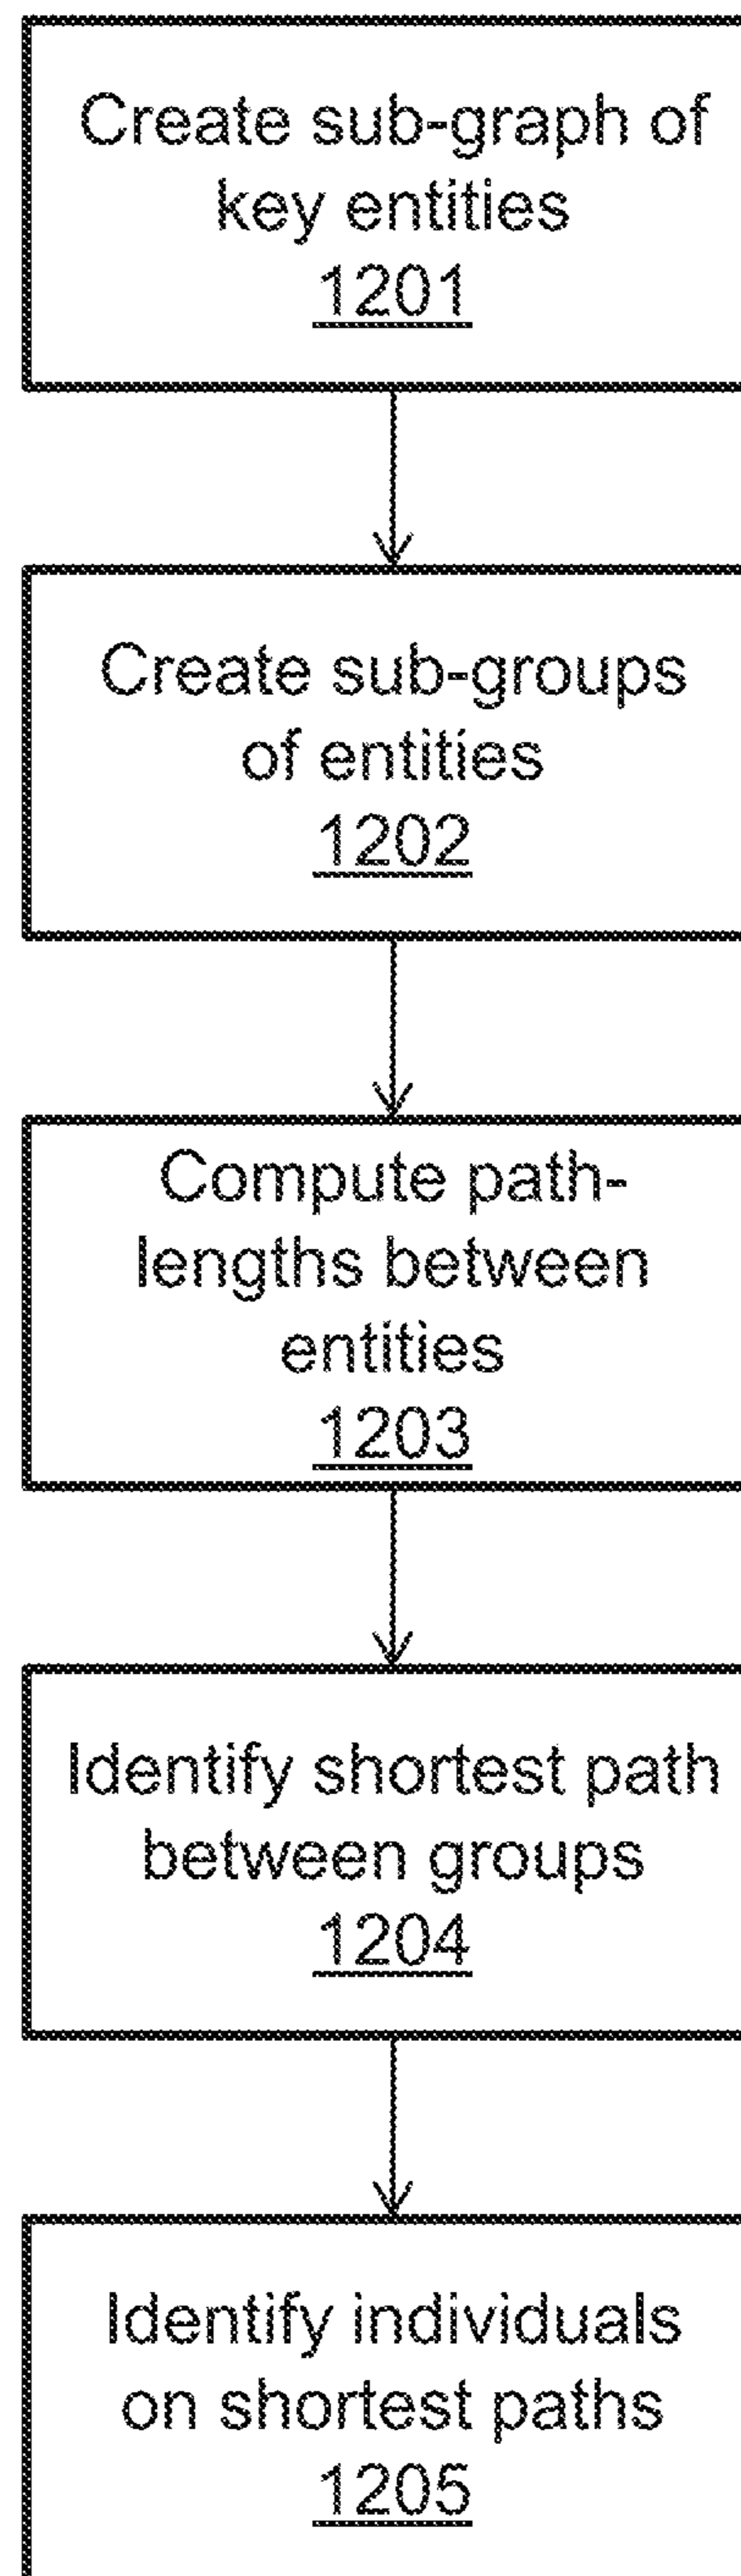 Create sub-graph of
key entities
1201
Create sub-groups
of entities
1202
Compute path-
lengths between
entities
1203
Identify shortest path
between groups
1204
Identify individuals
on shortest paths
1205